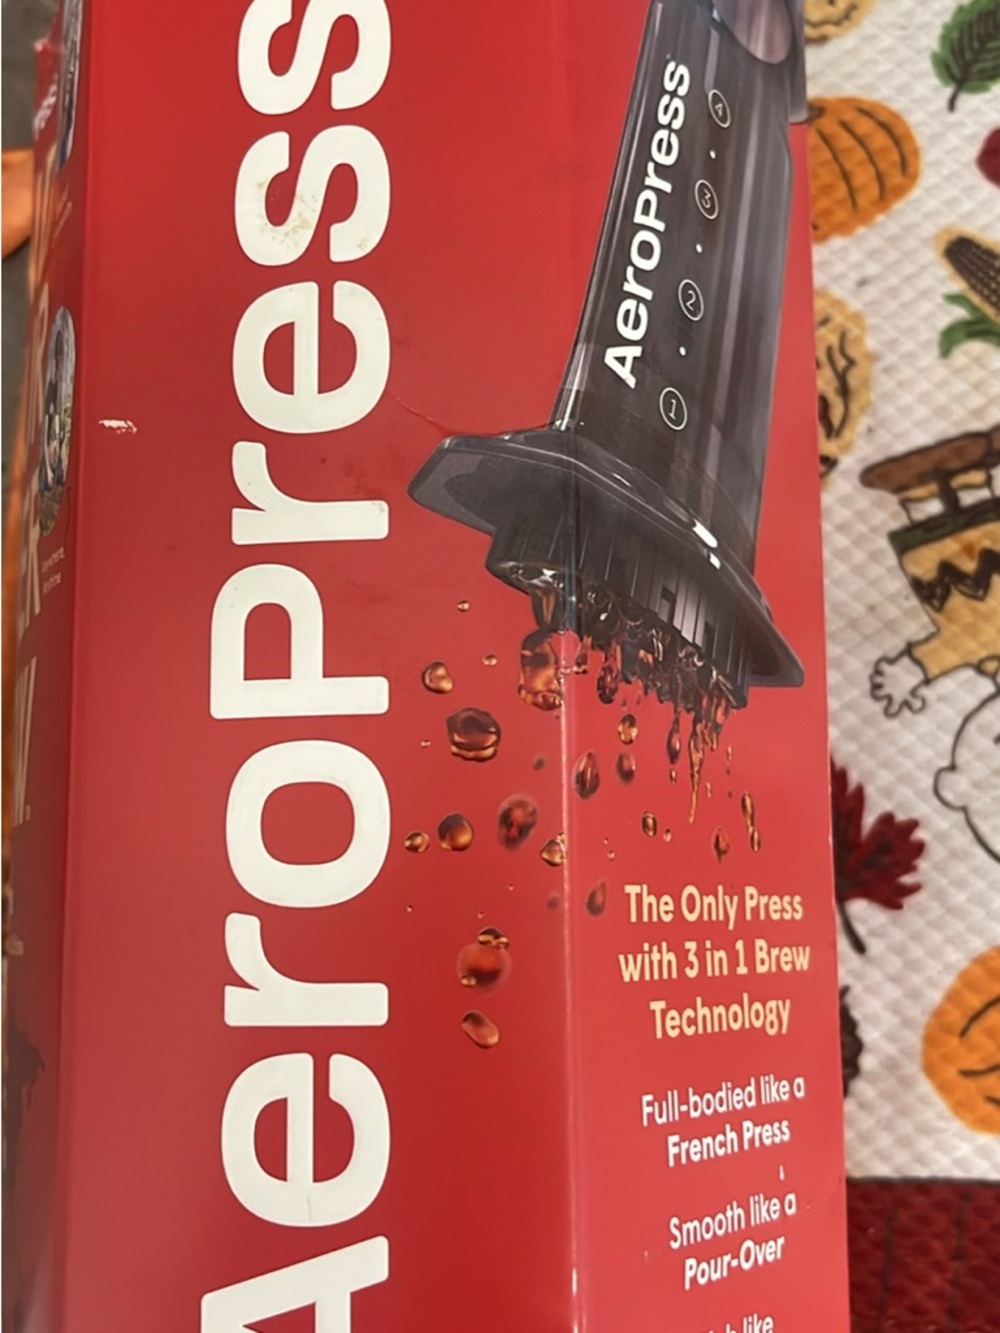 AeroPress
AeroPress
4
3
2
1
The Only Press
with 3 in 1 Brew
Technology
Full-bodied like a
French Press
Smooth like a
Pour-Over
like